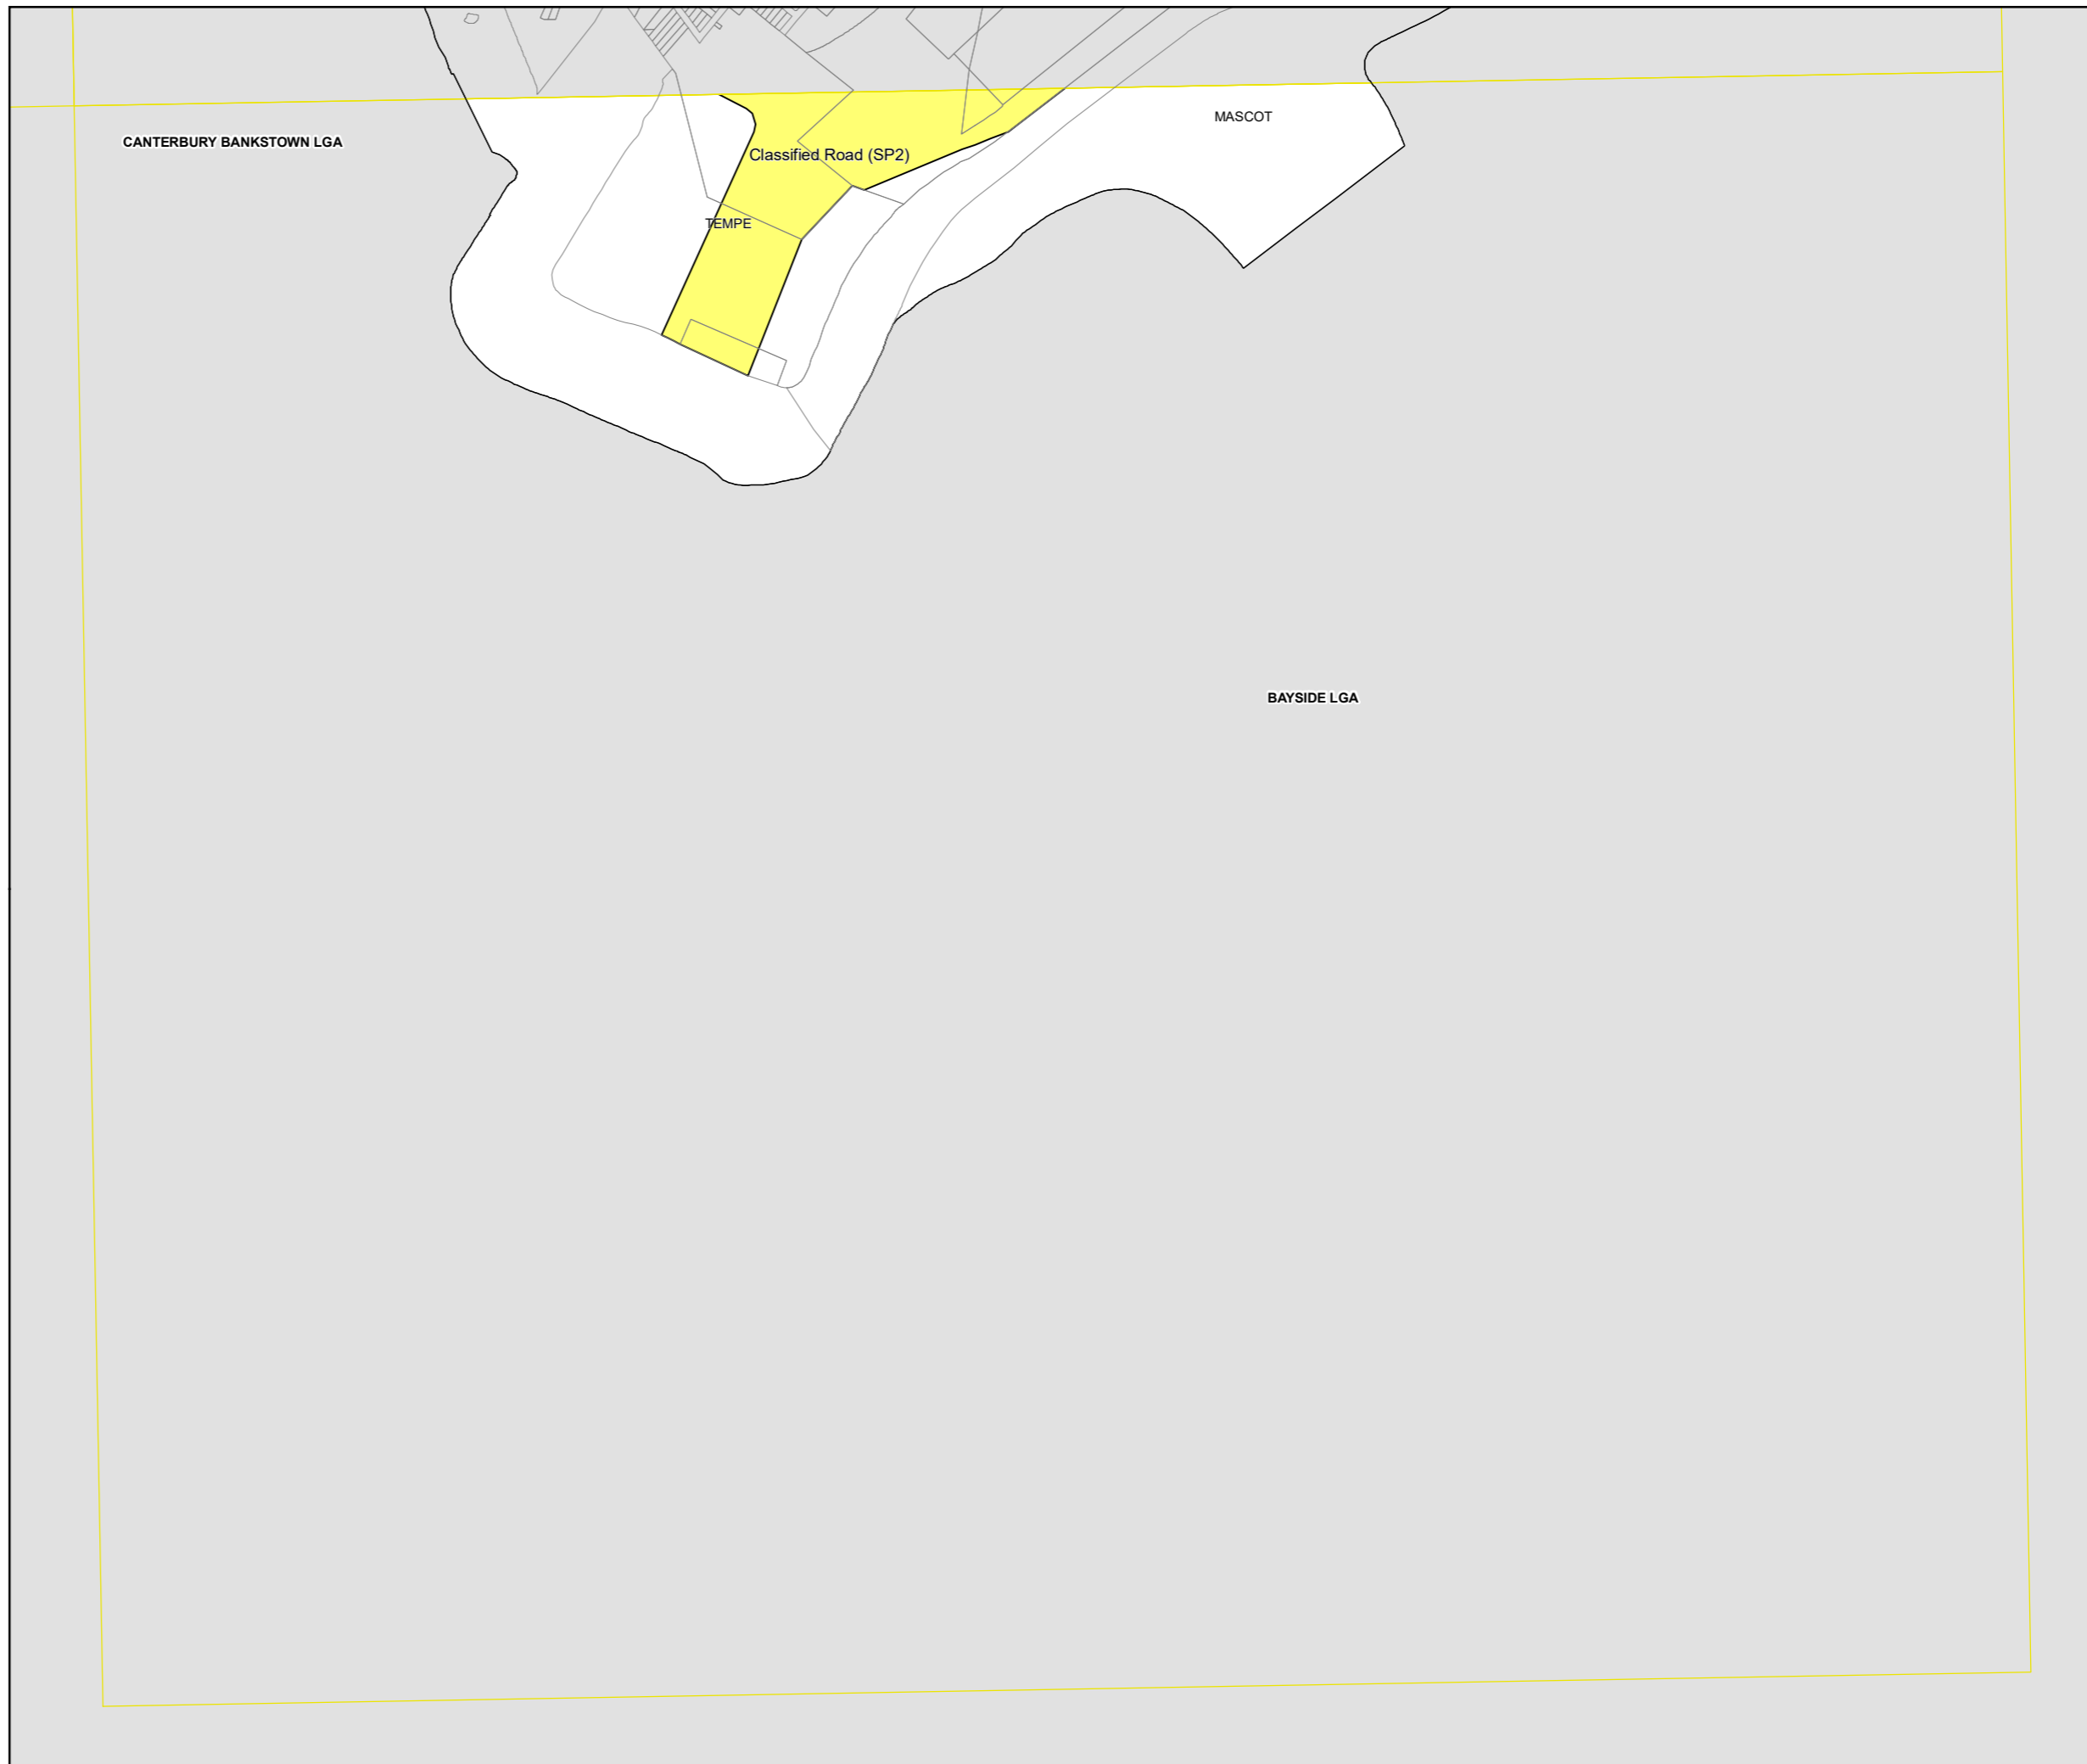 MASCOT
CANTERBURY BANKSTOWN LGA
Classified Road (SP2)
TEMPE
BAYSIDE LGA